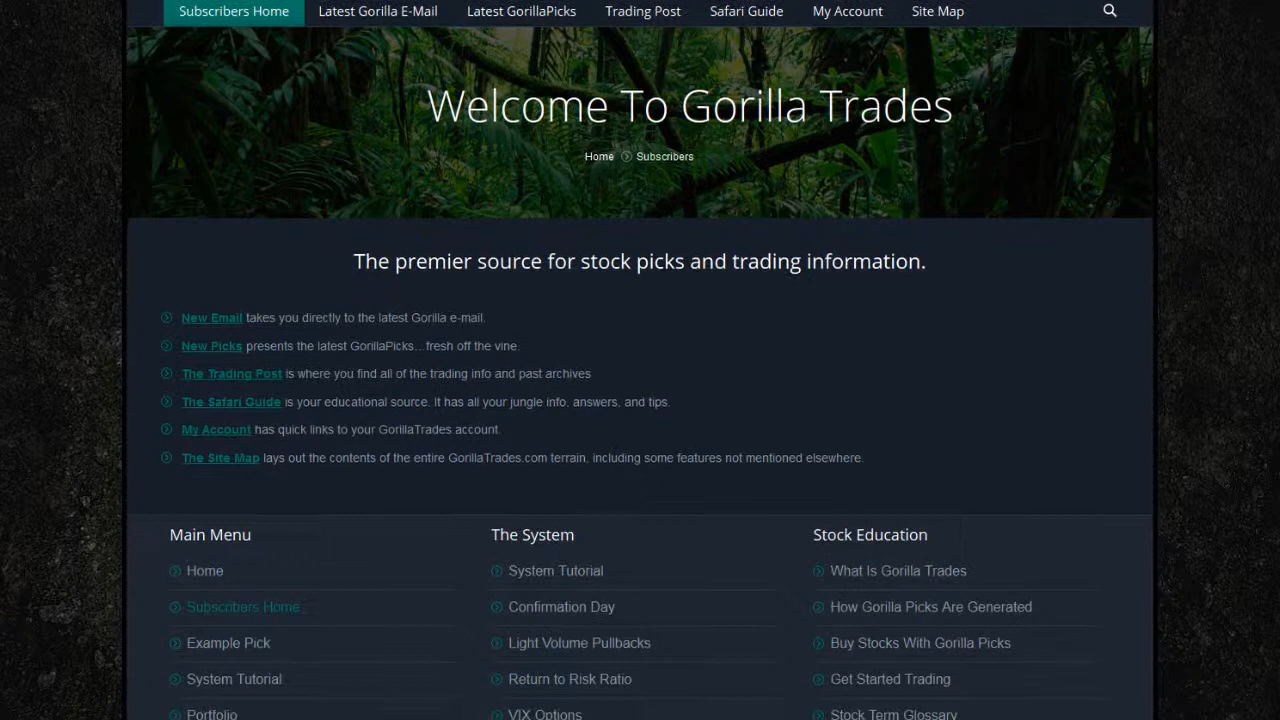 Subscribers Home Latest Gorilla E-Mail Latest GorillaPicks Trading Post Safari Guide My Account Site Map
Welcome To Gorilla Trades
Home Subscribers
The premier source for stock picks and trading information.
New Email takes you directly to the latest Gorilla e-mail.
New Picks presents the latest GorillaPicks... fresh off the vine.
The Trading Post is where you find all of the trading info and past archives
The Safari Guide is your educational source. It has all your jungle info, answers, and tips.
My Account has quick links to your GorillaTrades account.
The Site Map lays out the contents of the entire GorillaTrades.com terrain, including some features not mentioned elsewhere.
Main Menu The System Stock Education
Home System Tutorial What Is Gorilla Trades
Subscribers Home Confirmation Day How Gorilla Picks Are Generated
Example Pick Light Volume Pullbacks Buy Stocks With Gorilla Picks
System Tutorial Return to Risk Ratio Get Started Trading
Portfolio VIX Options Stock Term Glossary